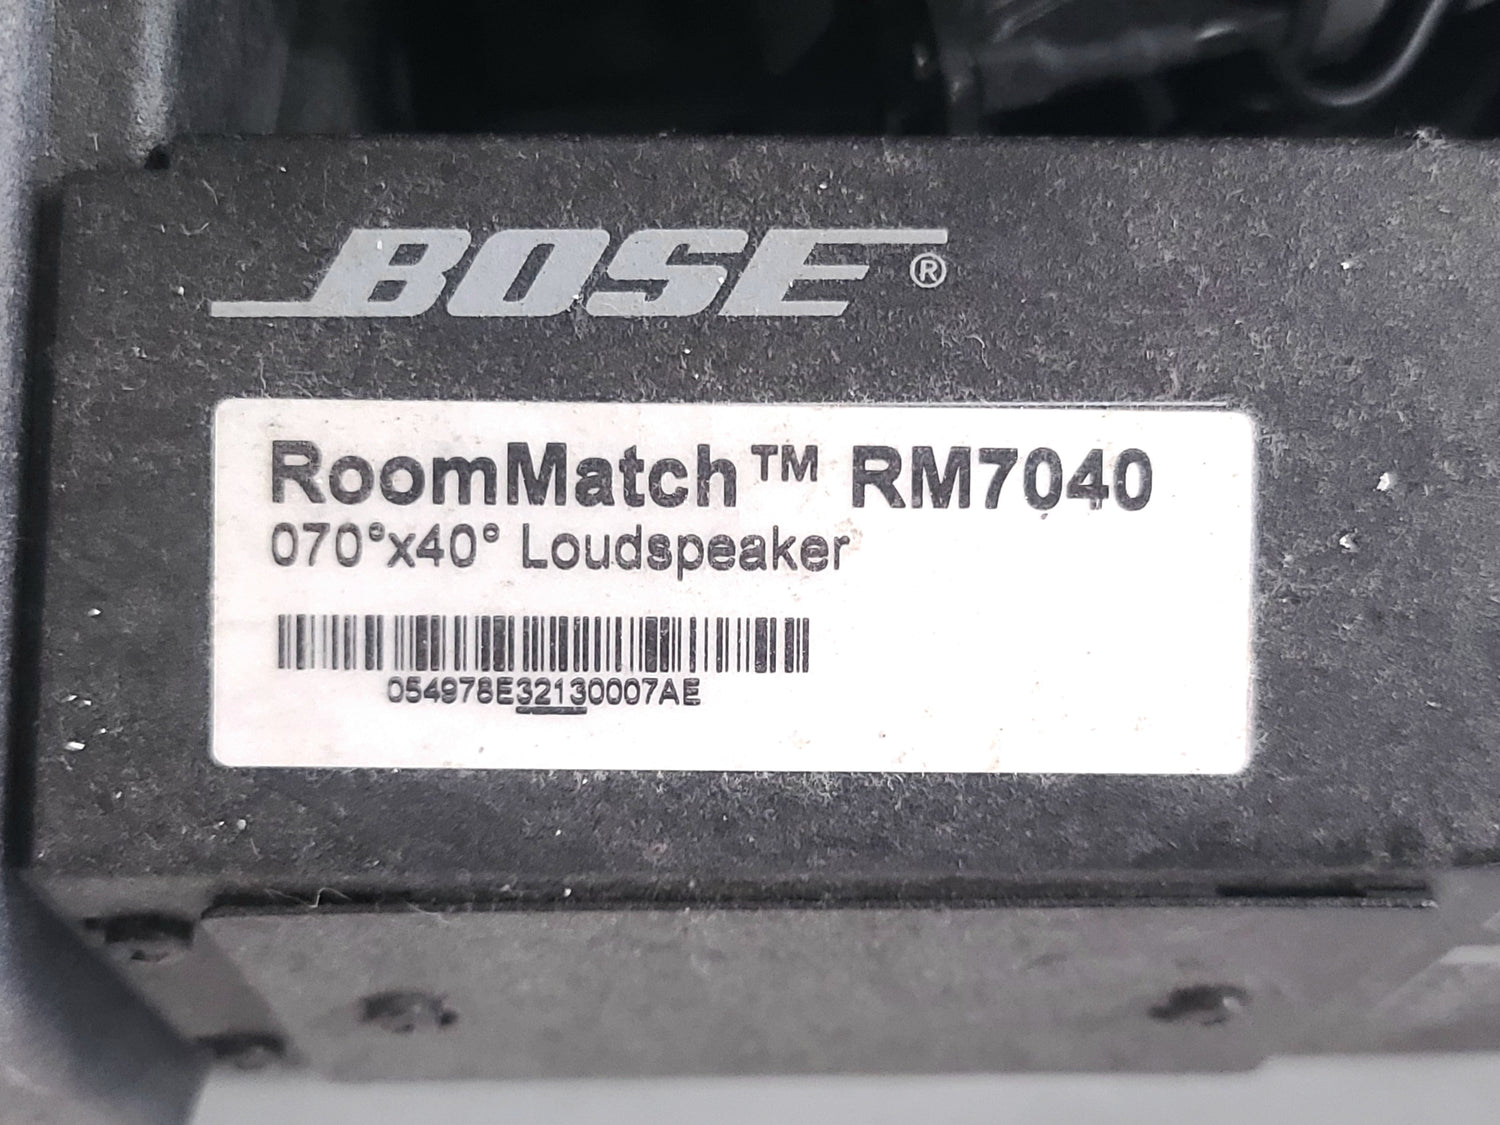 BOSE®
RoomMatch™ RM7040
070°x40° Loudspeaker
054978E32130007AE